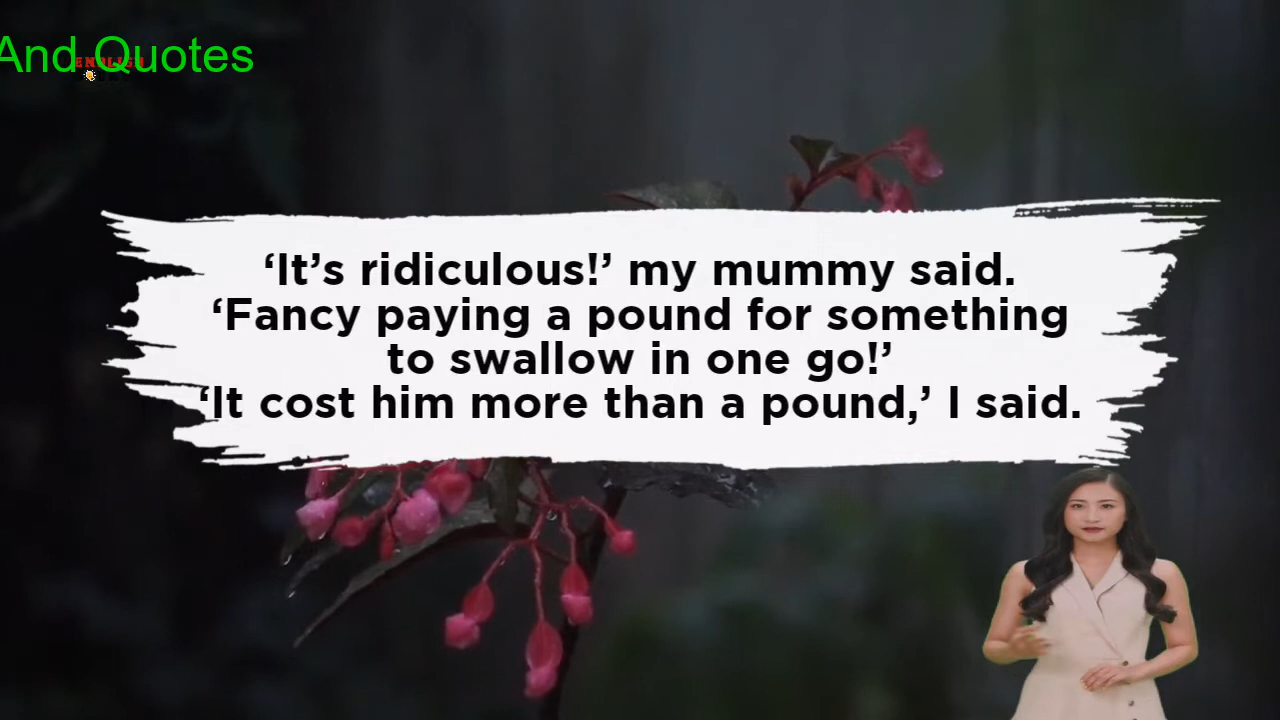 And Quotes
ENGLISH
‘It’s ridiculous!’ my mummy said.
‘Fancy paying a pound for something
to swallow in one go!’
‘It cost him more than a pound,’ I said.